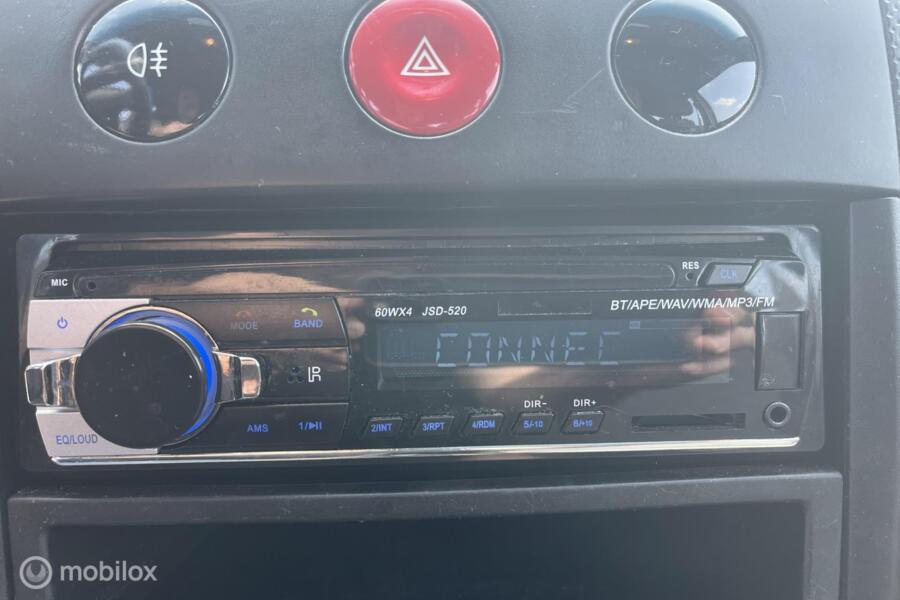 MIC
RES
CLK
MODE
BAND
60WX4 JSD-520
BT/APE/WAV/WMA/MP3/FM
CONNEC
EQ/LOUD
AMS
1/▶II
2/INT
3/RPT
4/RDM
DIR-
5/-10
DIR+
6/+10
mobilox